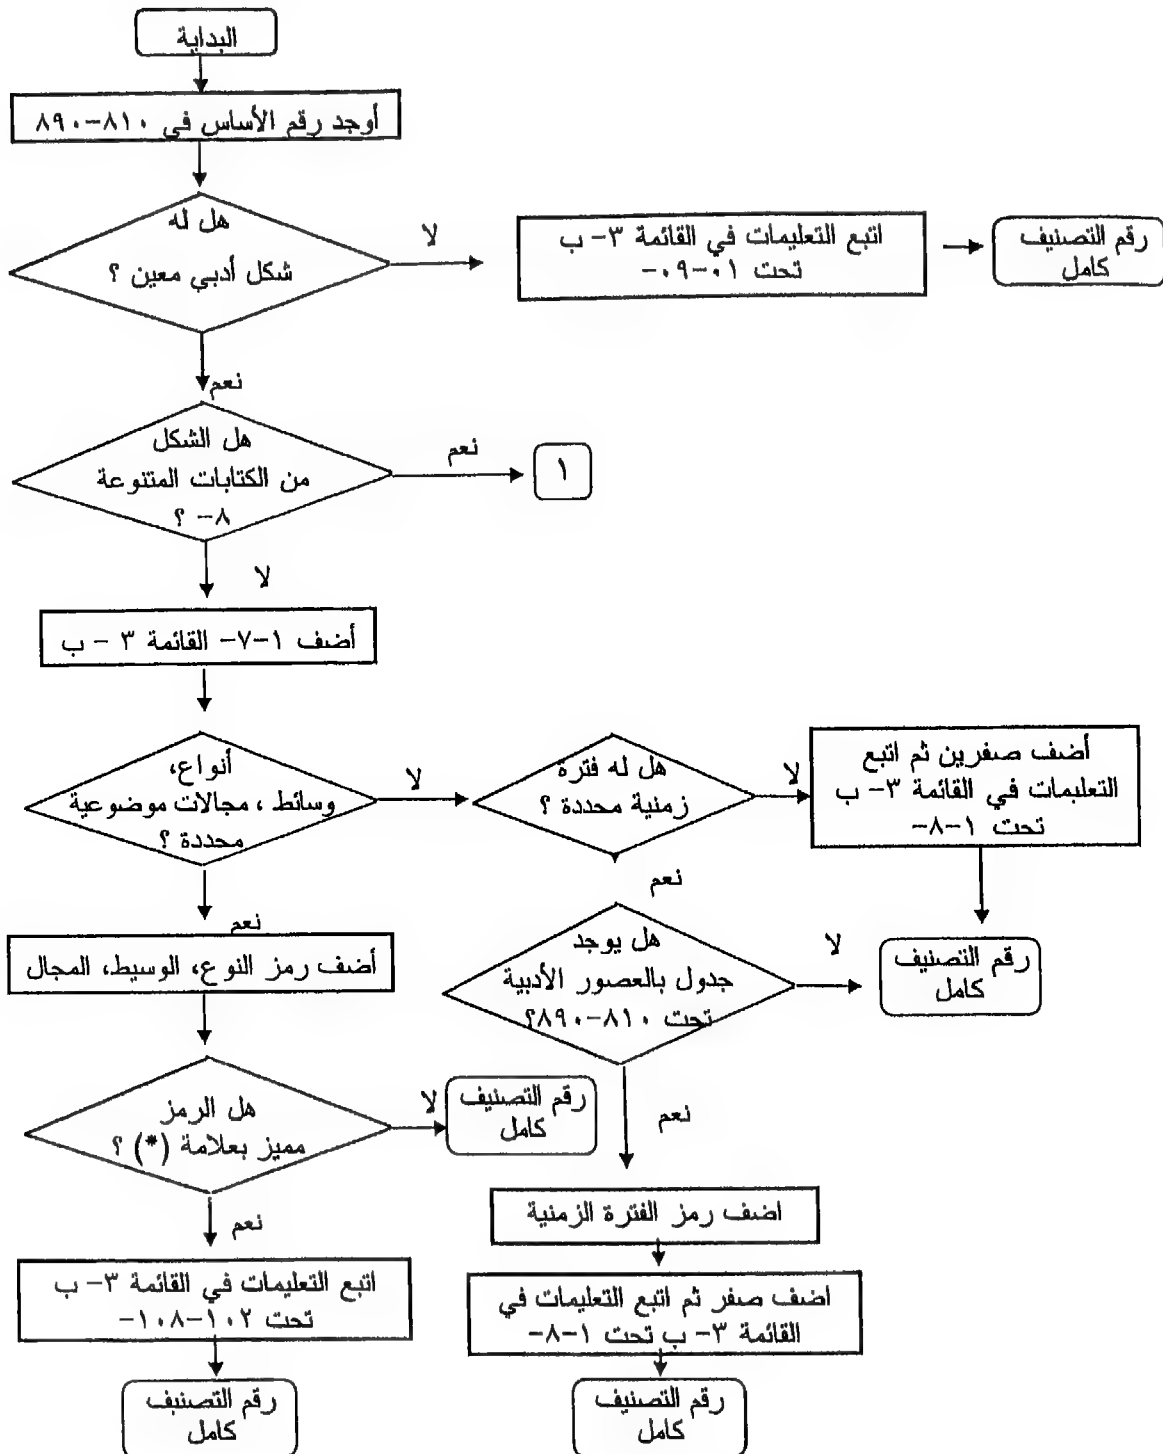 البداية
أوجد رقم الأساس في ٨١٠-٨٩٠
هل له
شكل أدبي معين ؟
لا
اتبع التعليمات في القائمة ٣- ب
تحت ٠١-٠٩-
رقم التصنيف
كامل
نعم
هل الشكل
من الكتابات المتنوعة
٨- ؟
نعم
١
لا
أضف ١-٧- القائمة ٣ - ب
أنواع،
وسائط ، مجالات موضوعية
محددة ؟
لا
هل له فترة
زمنية محددة ؟
لا
أضف صفرين ثم اتبع
التعليمات في القائمة ٣- ب
تحت ١-٨-
رقم التصنيف
كامل
نعم
هل يوجد
جدول بالعصور الأدبية
تحت ٨١٠-٨٩٠؟
لا
نعم
أضف رمز النوع، الوسيط، المجال
هل الرمز
مميز بعلامة (*) ؟
لا
رقم التصنيف
كامل
نعم
اضف رمز الفترة الزمنية
نعم
اتبع التعليمات في القائمة ٣- ب
تحت ١٠٢-١٠٨-
اضف صفر ثم اتبع التعليمات في
القائمة ٣- ب تحت ١-٨-
رقم التصنيف
كامل
رقم التصنيف
كامل